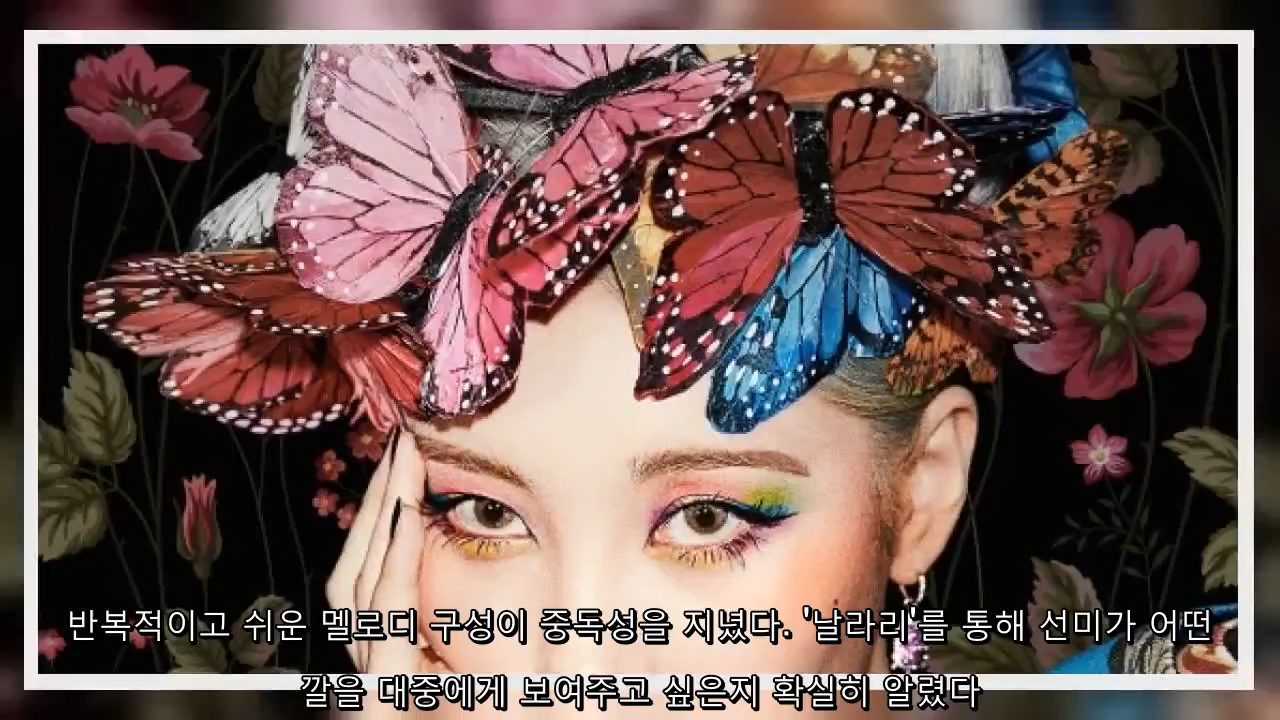 반복적이고 쉬운 멜로디 구성이 중독성을 지녔다. '날라리'를 통해 선미가 어떤
깔을 대중에게 보여주고 싶은지 확실히 알렸다